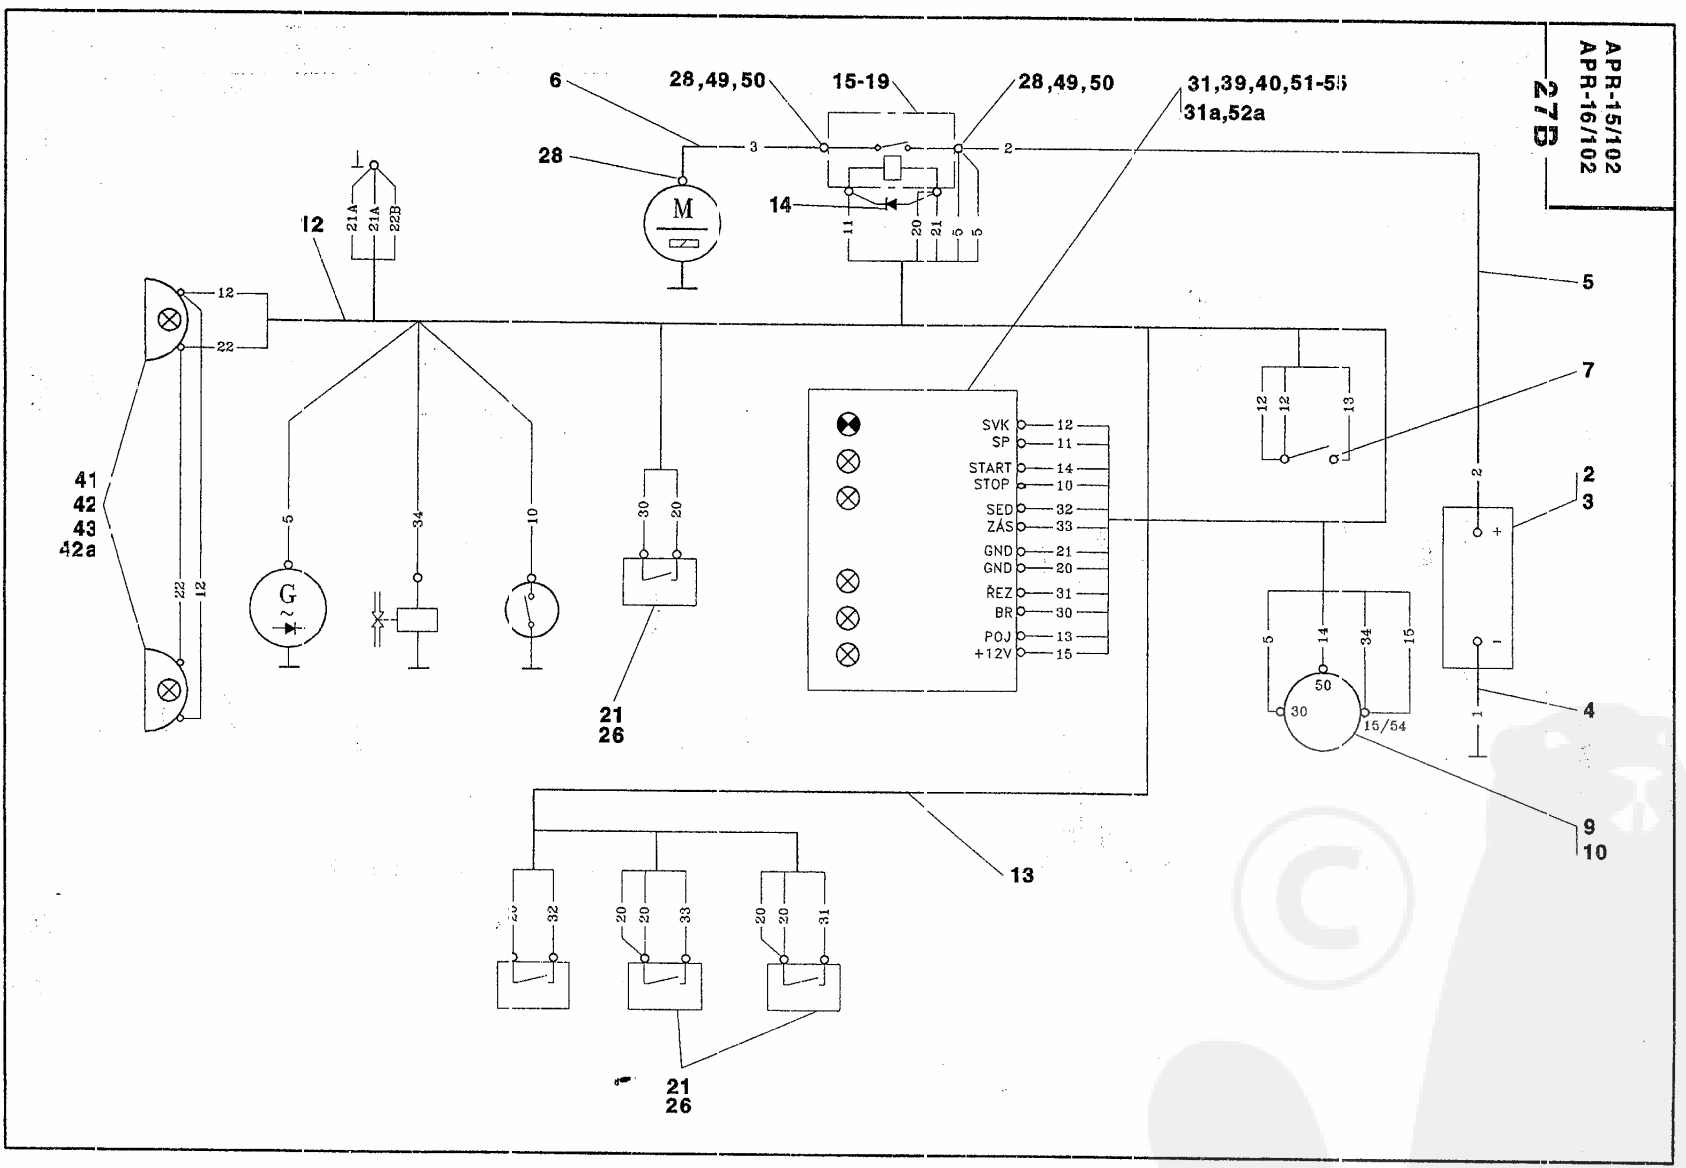 APR-15/102
APR-16/102
27B
6
28,49,50
15-19
28,49,50
31,39,40,51-55
31a,52a
28
3
2
M
14
11
20
21
5
5
21A
21A
22B
12
12
22
5
7
12
12
13
41
42
43
42a
22
12
5
34
10
30
20
G
~
21
26
SVK 12
SP 11
START 14
STOP 10
SED 32
ZÁS 33
GND 21
GND 20
ŘEZ 31
BR 30
POJ 13
+12V 15
2
2
3
+
-
1
4
5
14
34
15
50
30
15/54
9
10
13
20
32
20
20
33
20
20
31
21
26
©